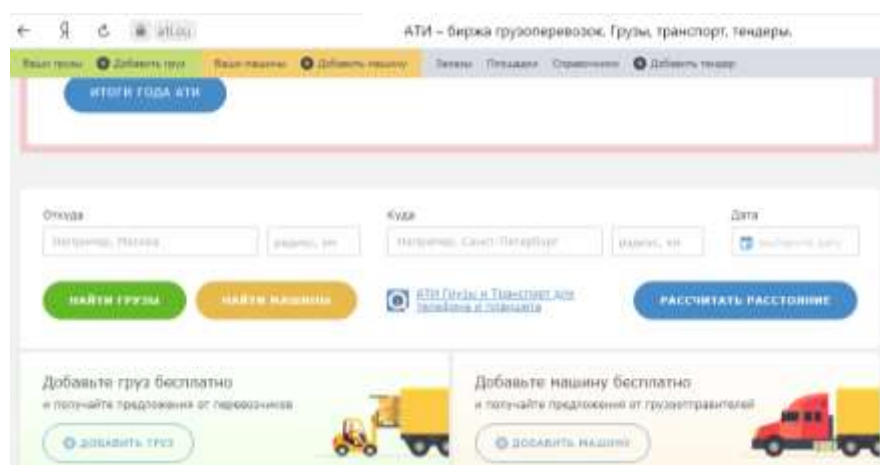 Я ati.su АТИ – биржа грузоперевозок. Грузы, транспорт, тендеры.
Ваши грузы Добавить груз Ваши машины Добавить машину Заказы Площадки Справочники Добавить тендер
ИТОГИ ГОДА АТИ
Откуда Куда Дата
Например, Москва радиус, км Например, Санкт-Петербург радиус, км выберите дату
НАЙТИ ГРУЗЫ НАЙТИ МАШИНЫ АТИ Грузы и Транспорт для РАССЧИТАТЬ РАССТОЯНИЕ
телефона и планшета
Добавьте груз бесплатно Добавьте машину бесплатно
и получайте предложения от перевозчиков и получайте предложения от грузоотправителей
ДОБАВИТЬ ГРУЗ ДОБАВИТЬ МАШИНУ